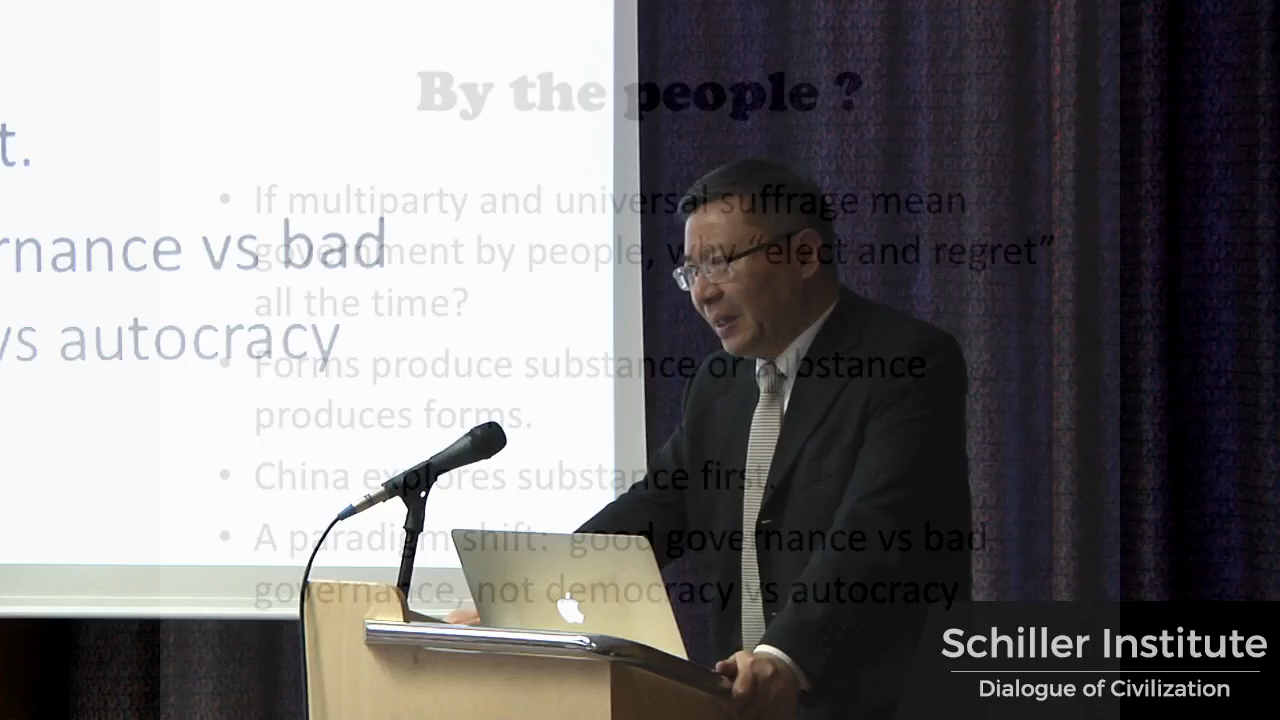 By the people ?
t.
• If multiparty and universal suffrage mean
government by people, why “elect and regret”
all the time?
rnance vs bad
vs autocracy
• Forms produce substance or substance
produces forms.
• China explores substance first.
• A paradigm shift: good governance vs bad
governance, not democracy vs autocracy
Schiller Institute
Dialogue of Civilization